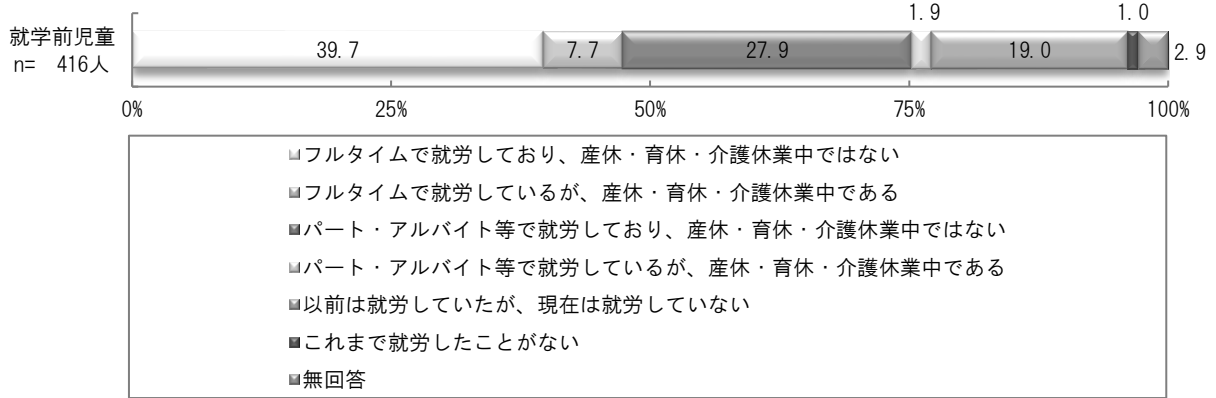 1.9 1.0
就学前児童
n= 416人
39.7 7.7 27.9 19.0 2.9
0% 25% 50% 75% 100%
フルタイムで就労しており、産休・育休・介護休業中ではない
フルタイムで就労しているが、産休・育休・介護休業中である
パート・アルバイト等で就労しており、産休・育休・介護休業中ではない
パート・アルバイト等で就労しているが、産休・育休・介護休業中である
以前は就労していたが、現在は就労していない
これまで就労したことがない
無回答